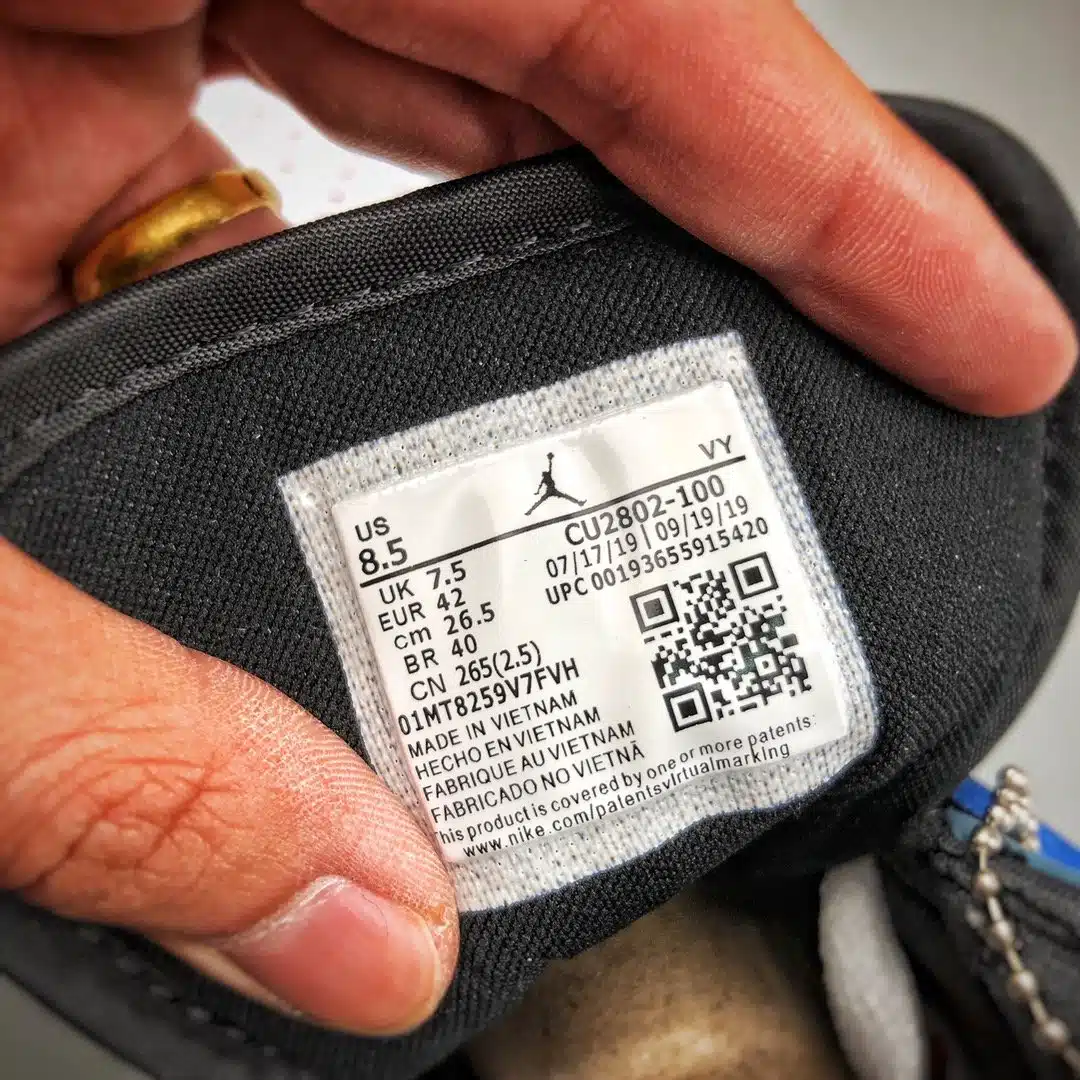 US VY
8.5 CU2802-100
UK 7.5 07/17/19 | 09/19/19
EUR 42 UPC 00193655915420
cm 26.5
BR 40
CN 265(2.5)
01MT8259V7FVH
MADE IN VIETNAM
HECHO EN VIETNAM
FABRIQUE AU VIETNAM
FABRICADO NO VIETNÃ
This product is covered by one or more patents:
www.nike.com/patentsvirtualmarking